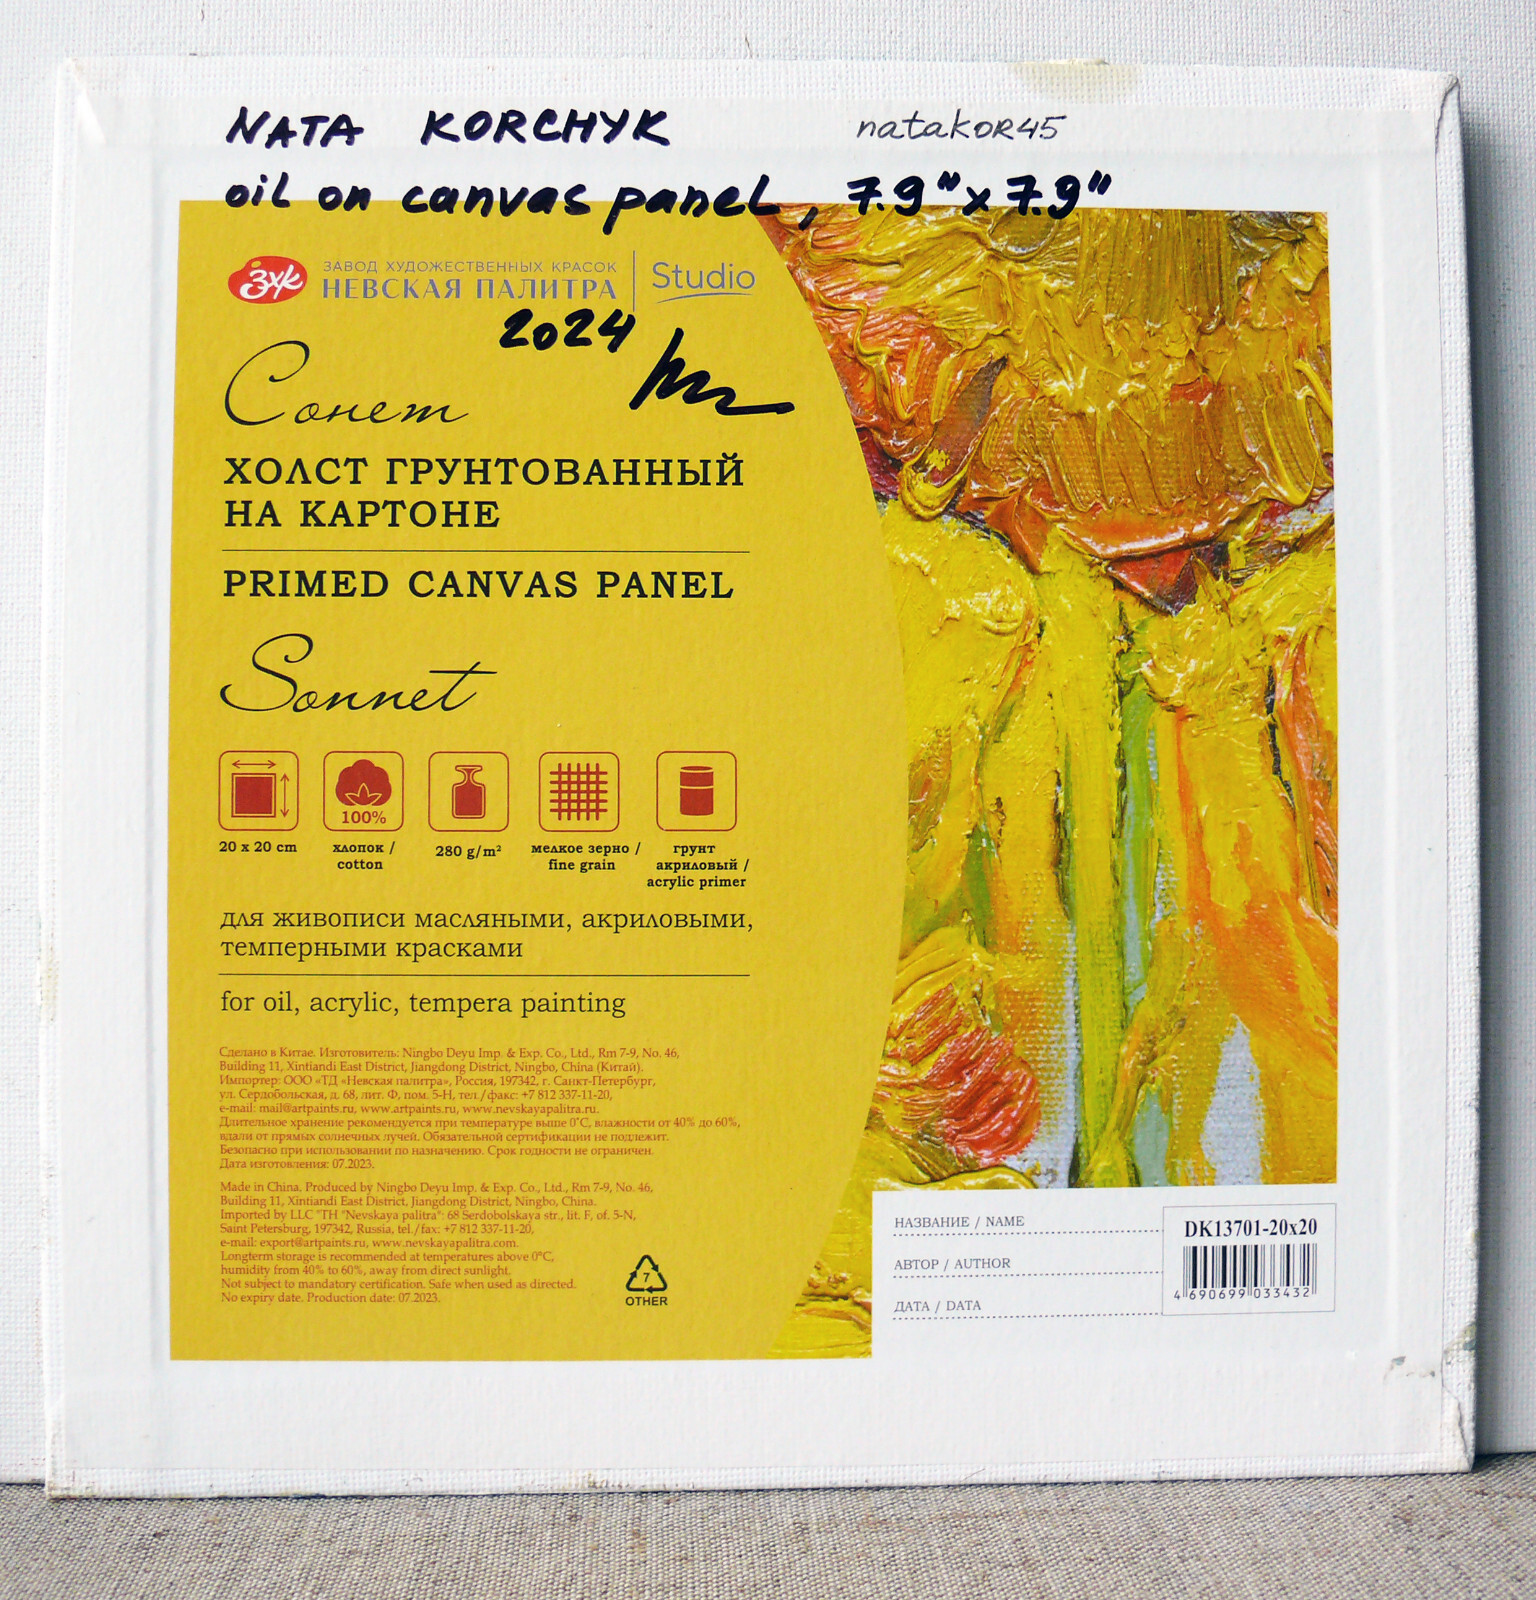 NATA KORCHYK natakor45
oil on canvas panel, 7.9" x 7.9"
зхк ЗАВОД ХУДОЖЕСТВЕННЫХ КРАСОК
НЕВСКАЯ ПАЛИТРА Studio
2024
Сонет
ХОЛСТ ГРУНТОВАННЫЙ
НА КАРТОНЕ
PRIMED CANVAS PANEL
Sonnet
100%
20 x 20 cm
хлопок /
cotton
280 g/m²
мелкое зерно /
fine grain
грунт
акриловый /
acrylic primer
для живописи масляными, акриловыми,
темперными красками
for oil, acrylic, tempera painting
Сделано в Китае. Изготовитель: Ningbo Deyu Imp. & Exp. Co., Ltd., Rm 7-9, No. 46,
Building 11, Xintiandi East District, Jiangdong District, Ningbo, China (Китай).
Импортер: ООО «ТД «Невская палитра», Россия, 197342, г. Санкт-Петербург,
ул. Сердобольская, д. 68, лит. Ф, пом. 5-Н, тел./факс: +7 812 337-11-20,
e-mail: mail@artpaints.ru, www.artpaints.ru, www.nevskayapalitra.ru.
Длительное хранение рекомендуется при температуре выше 0°C, влажности от 40% до 60%,
вдали от прямых солнечных лучей. Обязательной сертификации не подлежит.
Безопасно при использовании по назначению. Срок годности не ограничен.
Дата изготовления: 07.2023.
Made in China. Produced by Ningbo Deyu Imp. & Exp. Co., Ltd., Rm 7-9, No. 46,
Building 11, Xintiandi East District, Jiangdong District, Ningbo, China.
Imported by LLC "TH "Nevskaya palitra": 68 Serdobolskaya str., lit. F, of. 5-N,
Saint Petersburg, 197342, Russia, tel./fax: +7 812 337-11-20,
e-mail: export@artpaints.ru, www.nevskayapalitra.com.
Longterm storage is recommended at temperatures above 0°C,
humidity from 40% to 60%, away from direct sunlight.
Not subject to mandatory certification. Safe when used as directed.
No expiry date. Production date: 07.2023.
7
OTHER
НАЗВАНИЕ / NAME
АВТОР / AUTHOR
ДАТА / DATA
DK13701-20x20
4 690699 033432